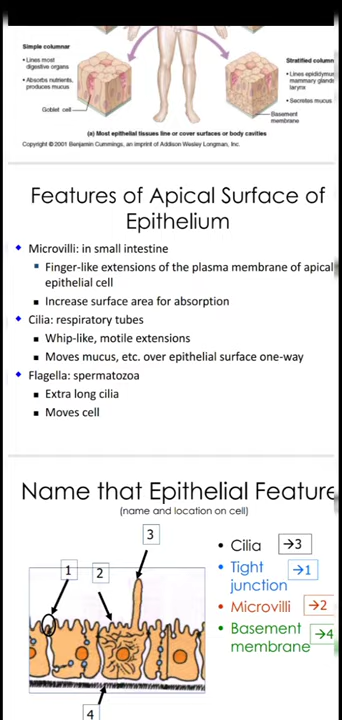 Simple columnar
• Lines most
digestive organs
• Absorbs nutrients,
produces mucus
Goblet cell
Stratified column
• Lines epididymus
mammary glands
larynx
• Secretes mucus
Basement
membrane
(a) Most epithelial tissues line or cover surfaces or body cavities
Copyright © 2001 Benjamin Cummings, an imprint of Addison Wesley Longman, Inc.
Features of Apical Surface of
Epithelium
Microvilli: in small intestine
Finger-like extensions of the plasma membrane of apical
epithelial cell
Increase surface area for absorption
Cilia: respiratory tubes
Whip-like, motile extensions
Moves mucus, etc. over epithelial surface one-way
Flagella: spermatozoa
Extra long cilia
Moves cell
Name that Epithelial Feature
(name and location on cell)
3
1
2
4
• Cilia →3
• Tight →1
junction
• Microvilli →2
• Basement →4
membrane